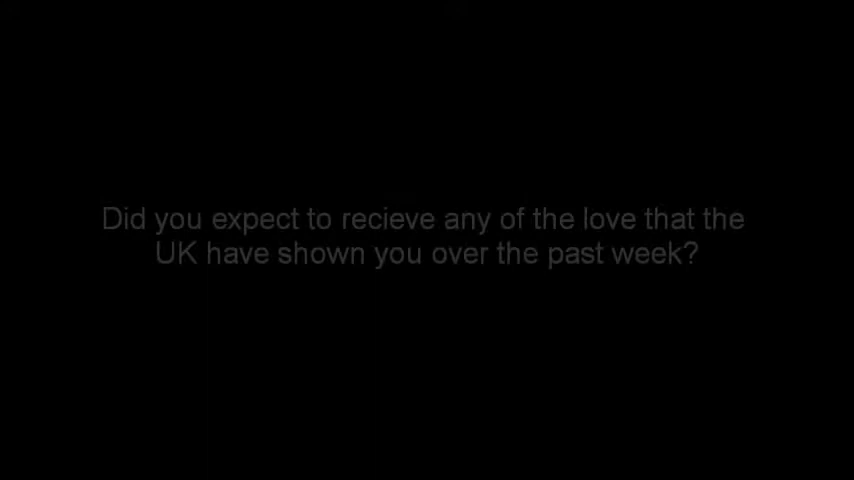 Did you expect to recieve any of the love that the
UK have shown you over the past week?